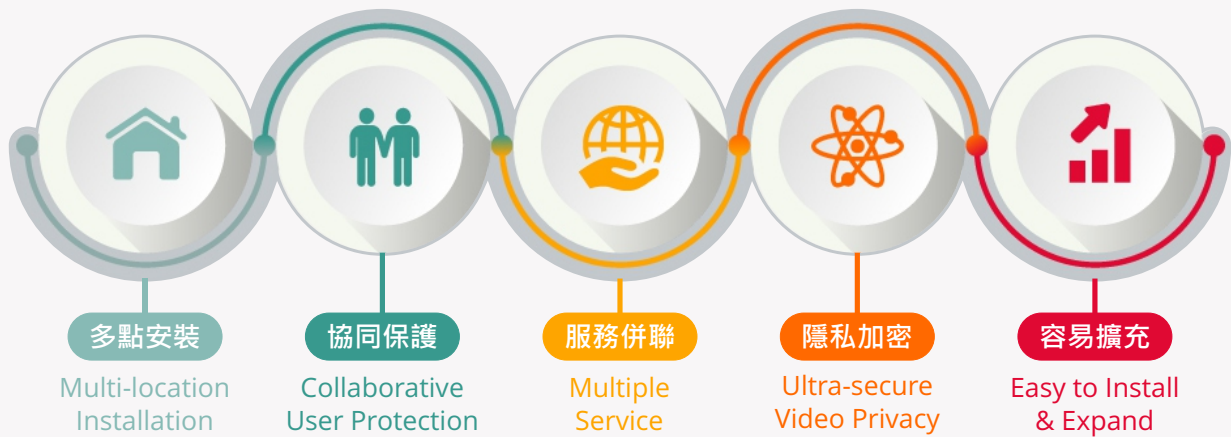 多點安裝
Multi-location
Installation
協同保護
Collaborative
User Protection
服務併聯
Multiple
Service
隱私加密
Ultra-secure
Video Privacy
容易擴充
Easy to Install
& Expand